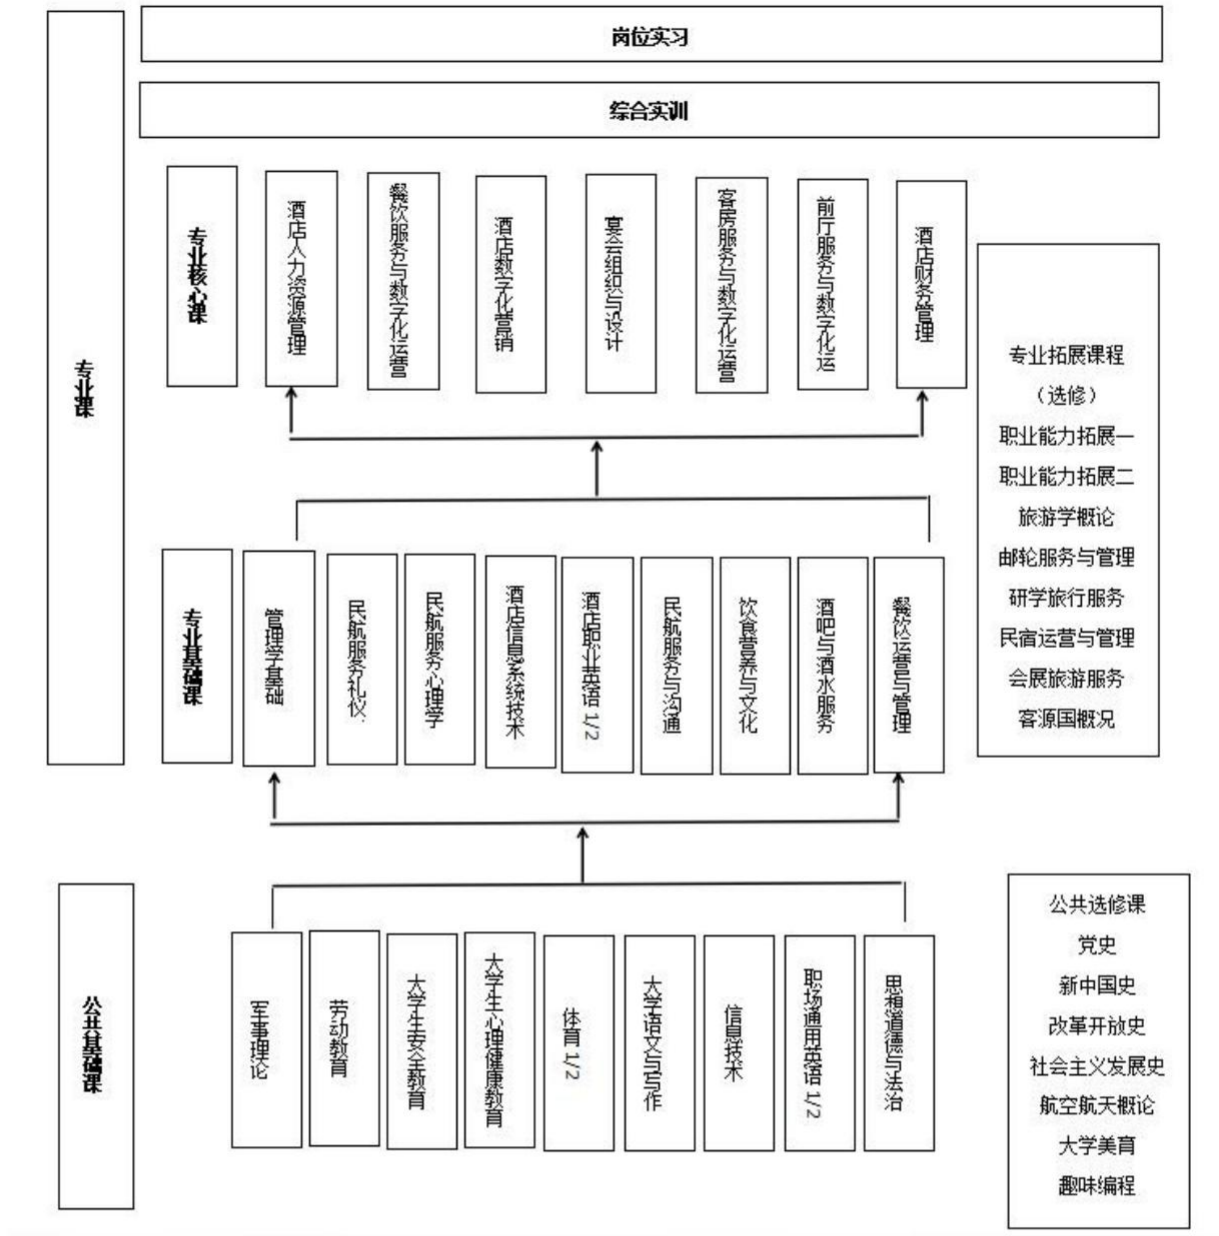 岗位实习
综合实训
专业课
专业核心课
酒店人力资源管理
餐饮服务与数字化运营
酒店数字化营销
宴会组织与设计
客房服务与数字化运营
前厅服务与数字化运
酒店财务管理
专业拓展课程
（选修）
职业能力拓展一
职业能力拓展二
旅游学概论
邮轮服务与管理
研学旅行服务
民宿运营与管理
会展旅游服务
客源国概况
专业基础课
管理学基础
民航服务礼仪.
民航服务心理学
酒店信息系统技术
酒店职业英语 1/2
民航服务与沟通
饮食营养与文化
酒吧与酒水服务
餐饮运营与管理
公共基础课
军事理论
劳动教育
大学生安全教育
大学生心理健康教育
体育 1/2
大学语文与写作
信息技术
职场通用英语 1/2
思想道德与法治
公共选修课
党史
新中国史
改革开放史
社会主义发展史
航空航天概论
大学美育
趣味编程